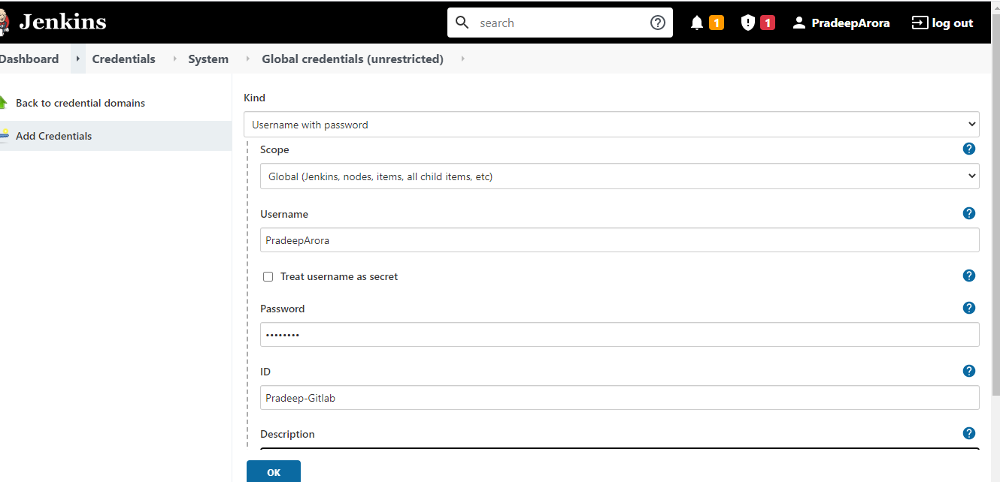 Jenkins
search
1
1
PradeepArora
log out
Dashboard
Credentials
System
Global credentials (unrestricted)
Back to credential domains
Add Credentials
Kind
Username with password
Scope
Global (Jenkins, nodes, items, all child items, etc)
Username
PradeepArora
Treat username as secret
Password
••••••••
ID
Pradeep-Gitlab
Description
OK